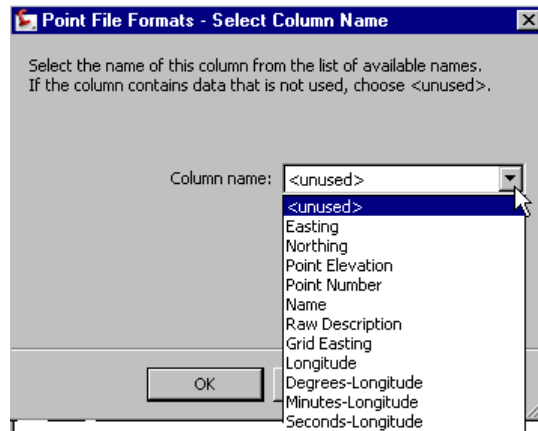 Point File Formats - Select Column Name
Select the name of this column from the list of available names.
If the column contains data that is not used, choose <unused>.
Column name: <unused>
<unused>
Easting
Northing
Point Elevation
Point Number
Name
Raw Description
Grid Easting
Longitude
Degrees-Longitude
Minutes-Longitude
Seconds-Longitude
OK